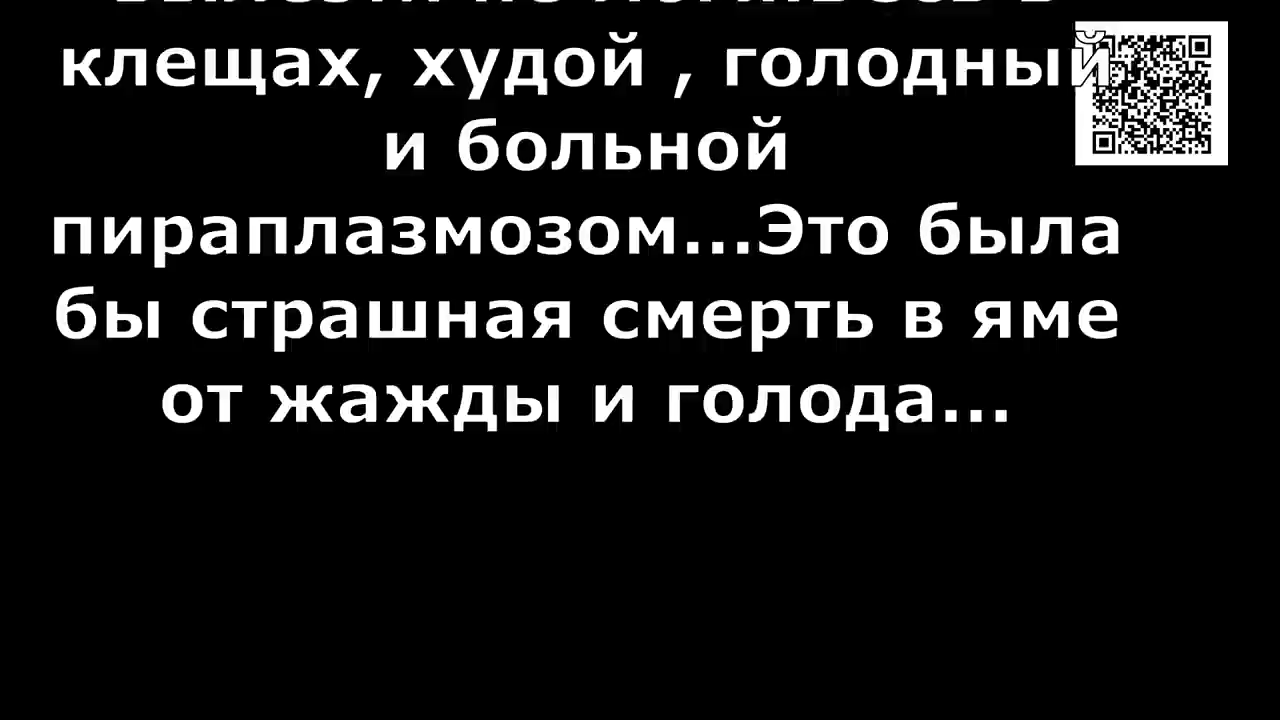 клещах, худой , голодный
и больной
пираплазмозом...Это была
бы страшная смерть в яме
от жажды и голода...